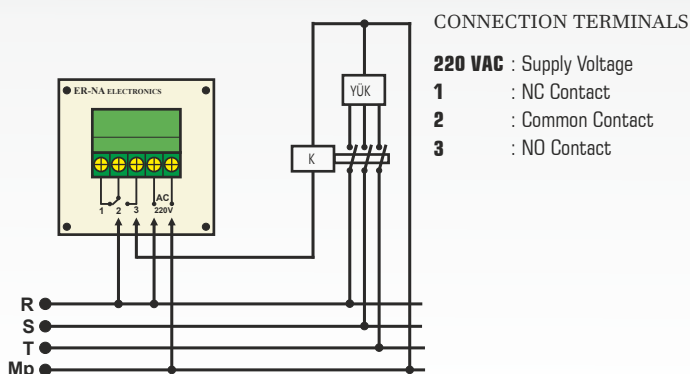 CONNECTION TERMINALS
220 VAC : Supply Voltage
1 : NC Contact
2 : Common Contact
3 : NO Contact
ER-NA ELECTRONICS
YÜK
K
AC
1 2 3 220V
R
S
T
Mp